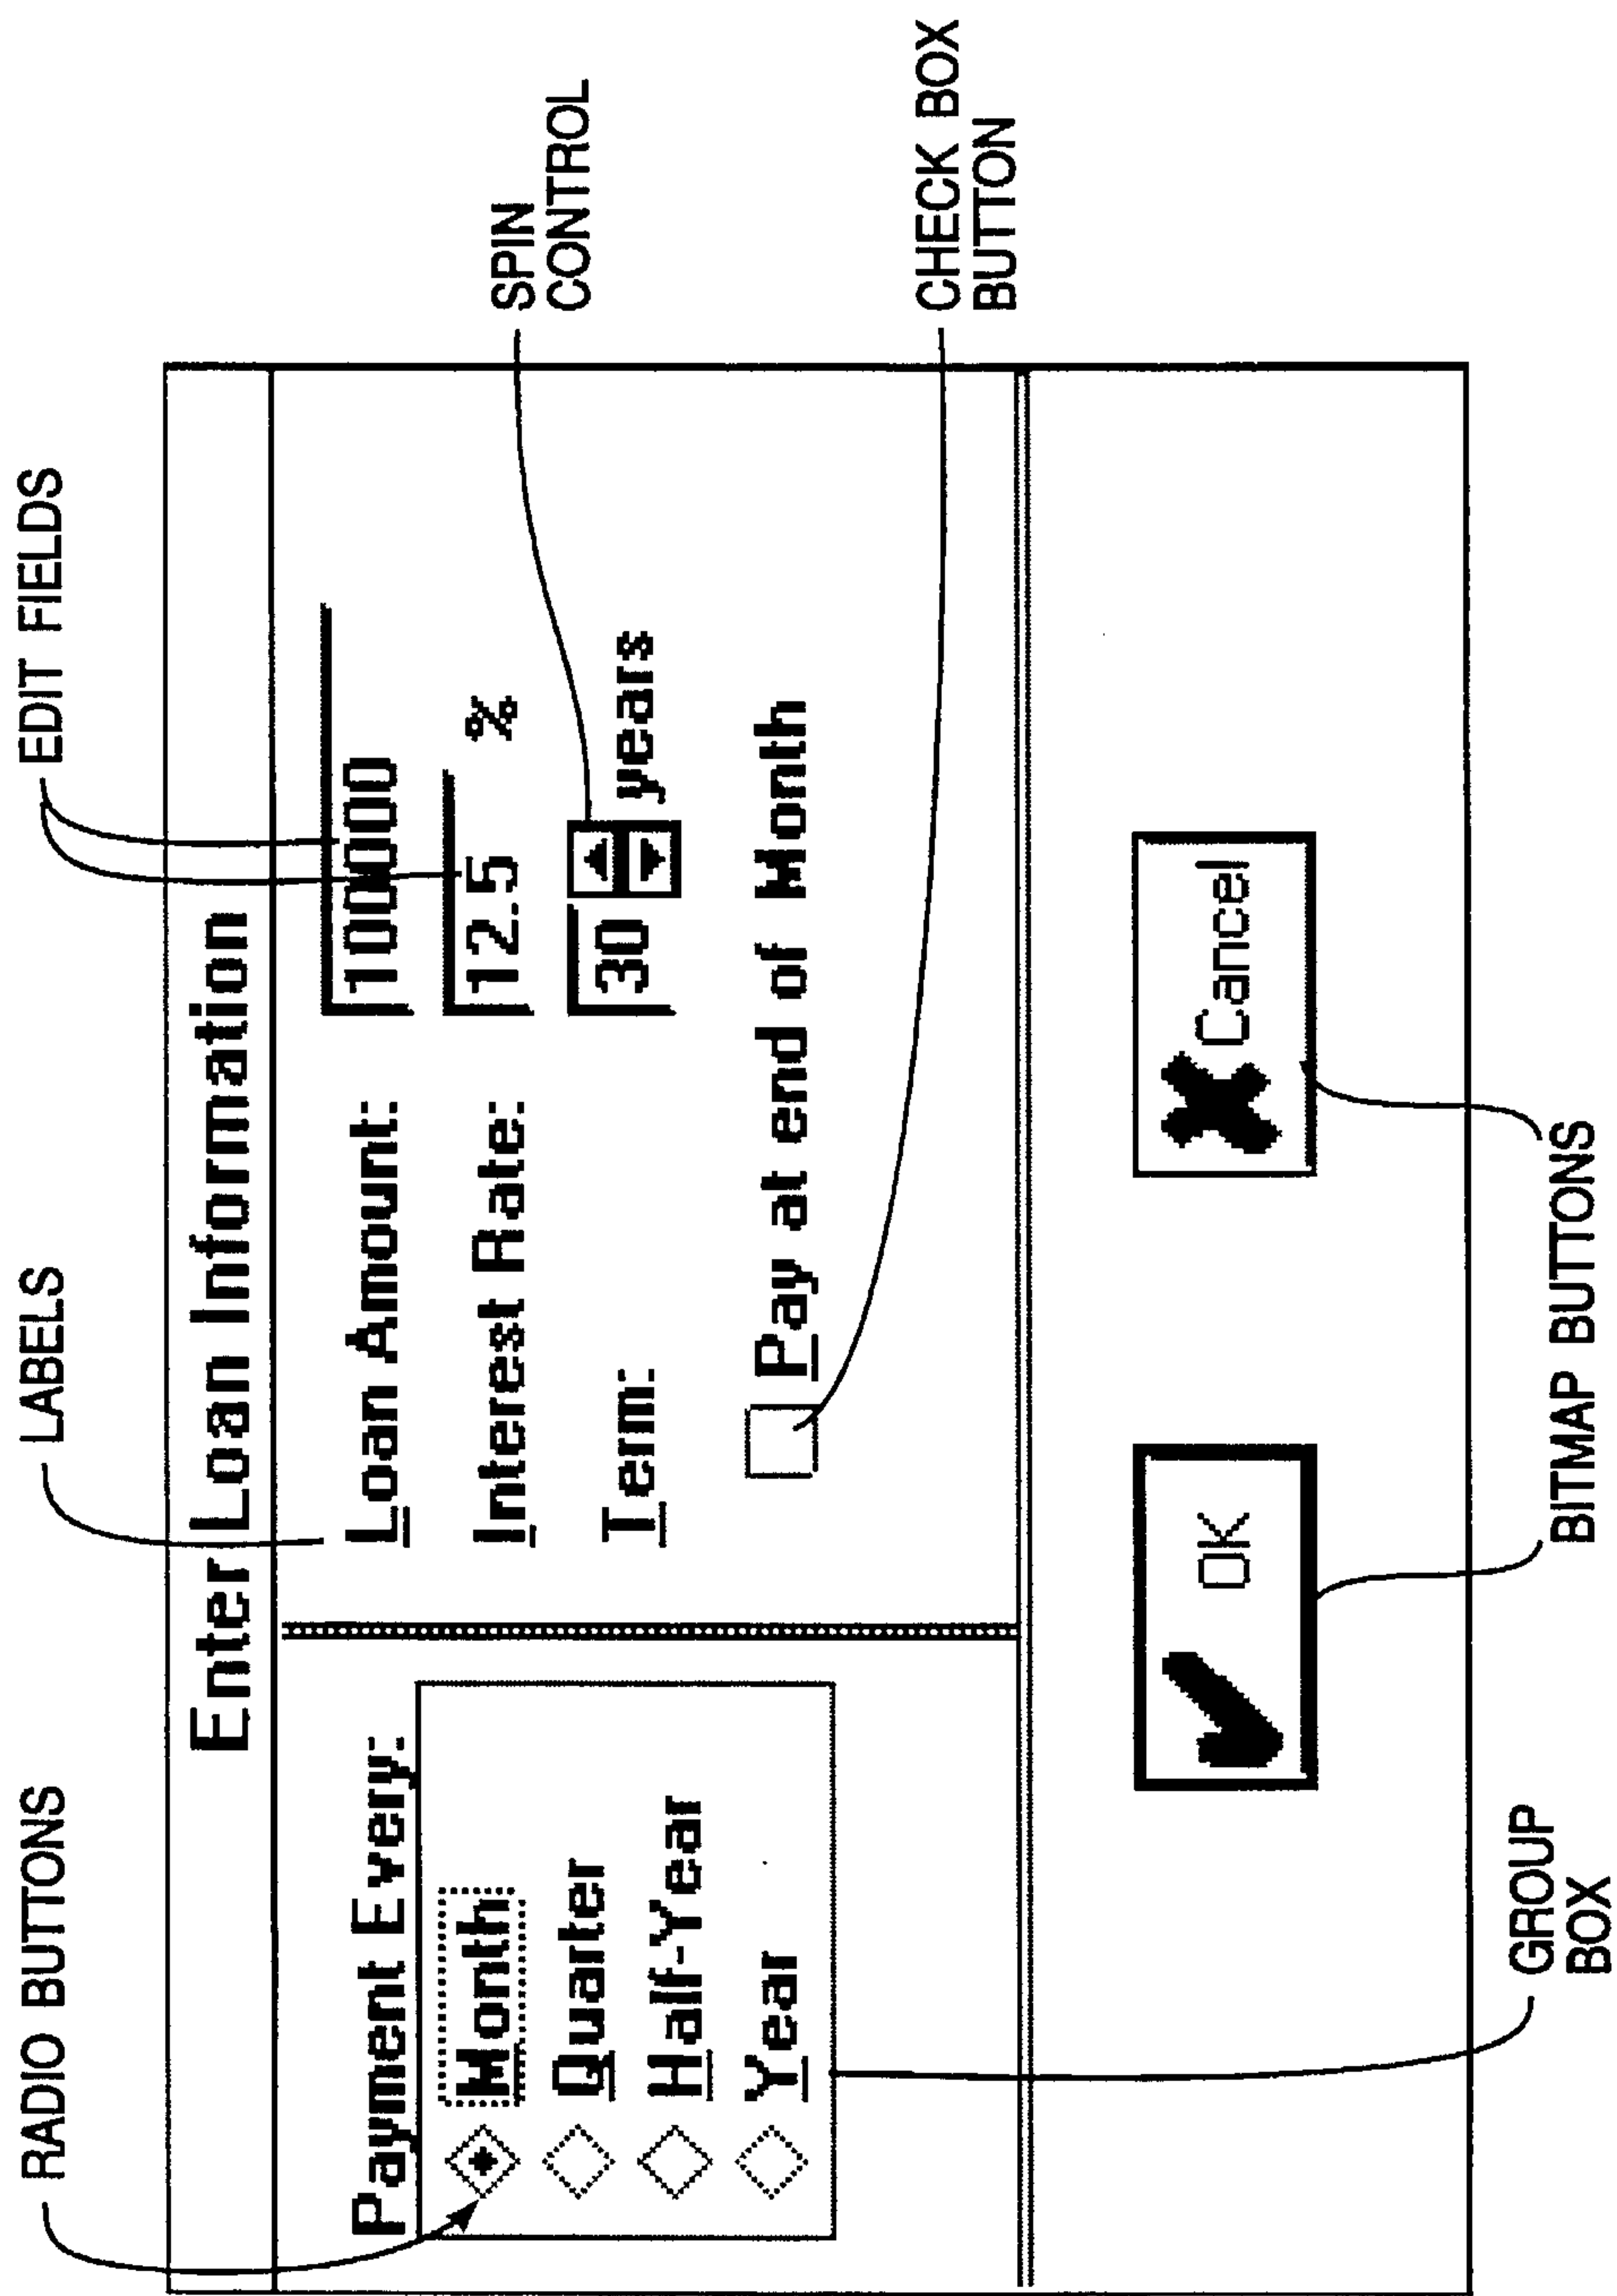 RADIO BUTTONS
LABELS
EDIT FIELDS
Enter Loan Information
Payment Every:
Month
Quarter
Half-Year
Year
Loan Amount:
100000
Interest Rate:
12.5 %
Term:
30 years
Pay at end of Month
SPIN
CONTROL
CHECK BOX
BUTTON
OK
Cancel
GROUP
BOX
BITMAP BUTTONS